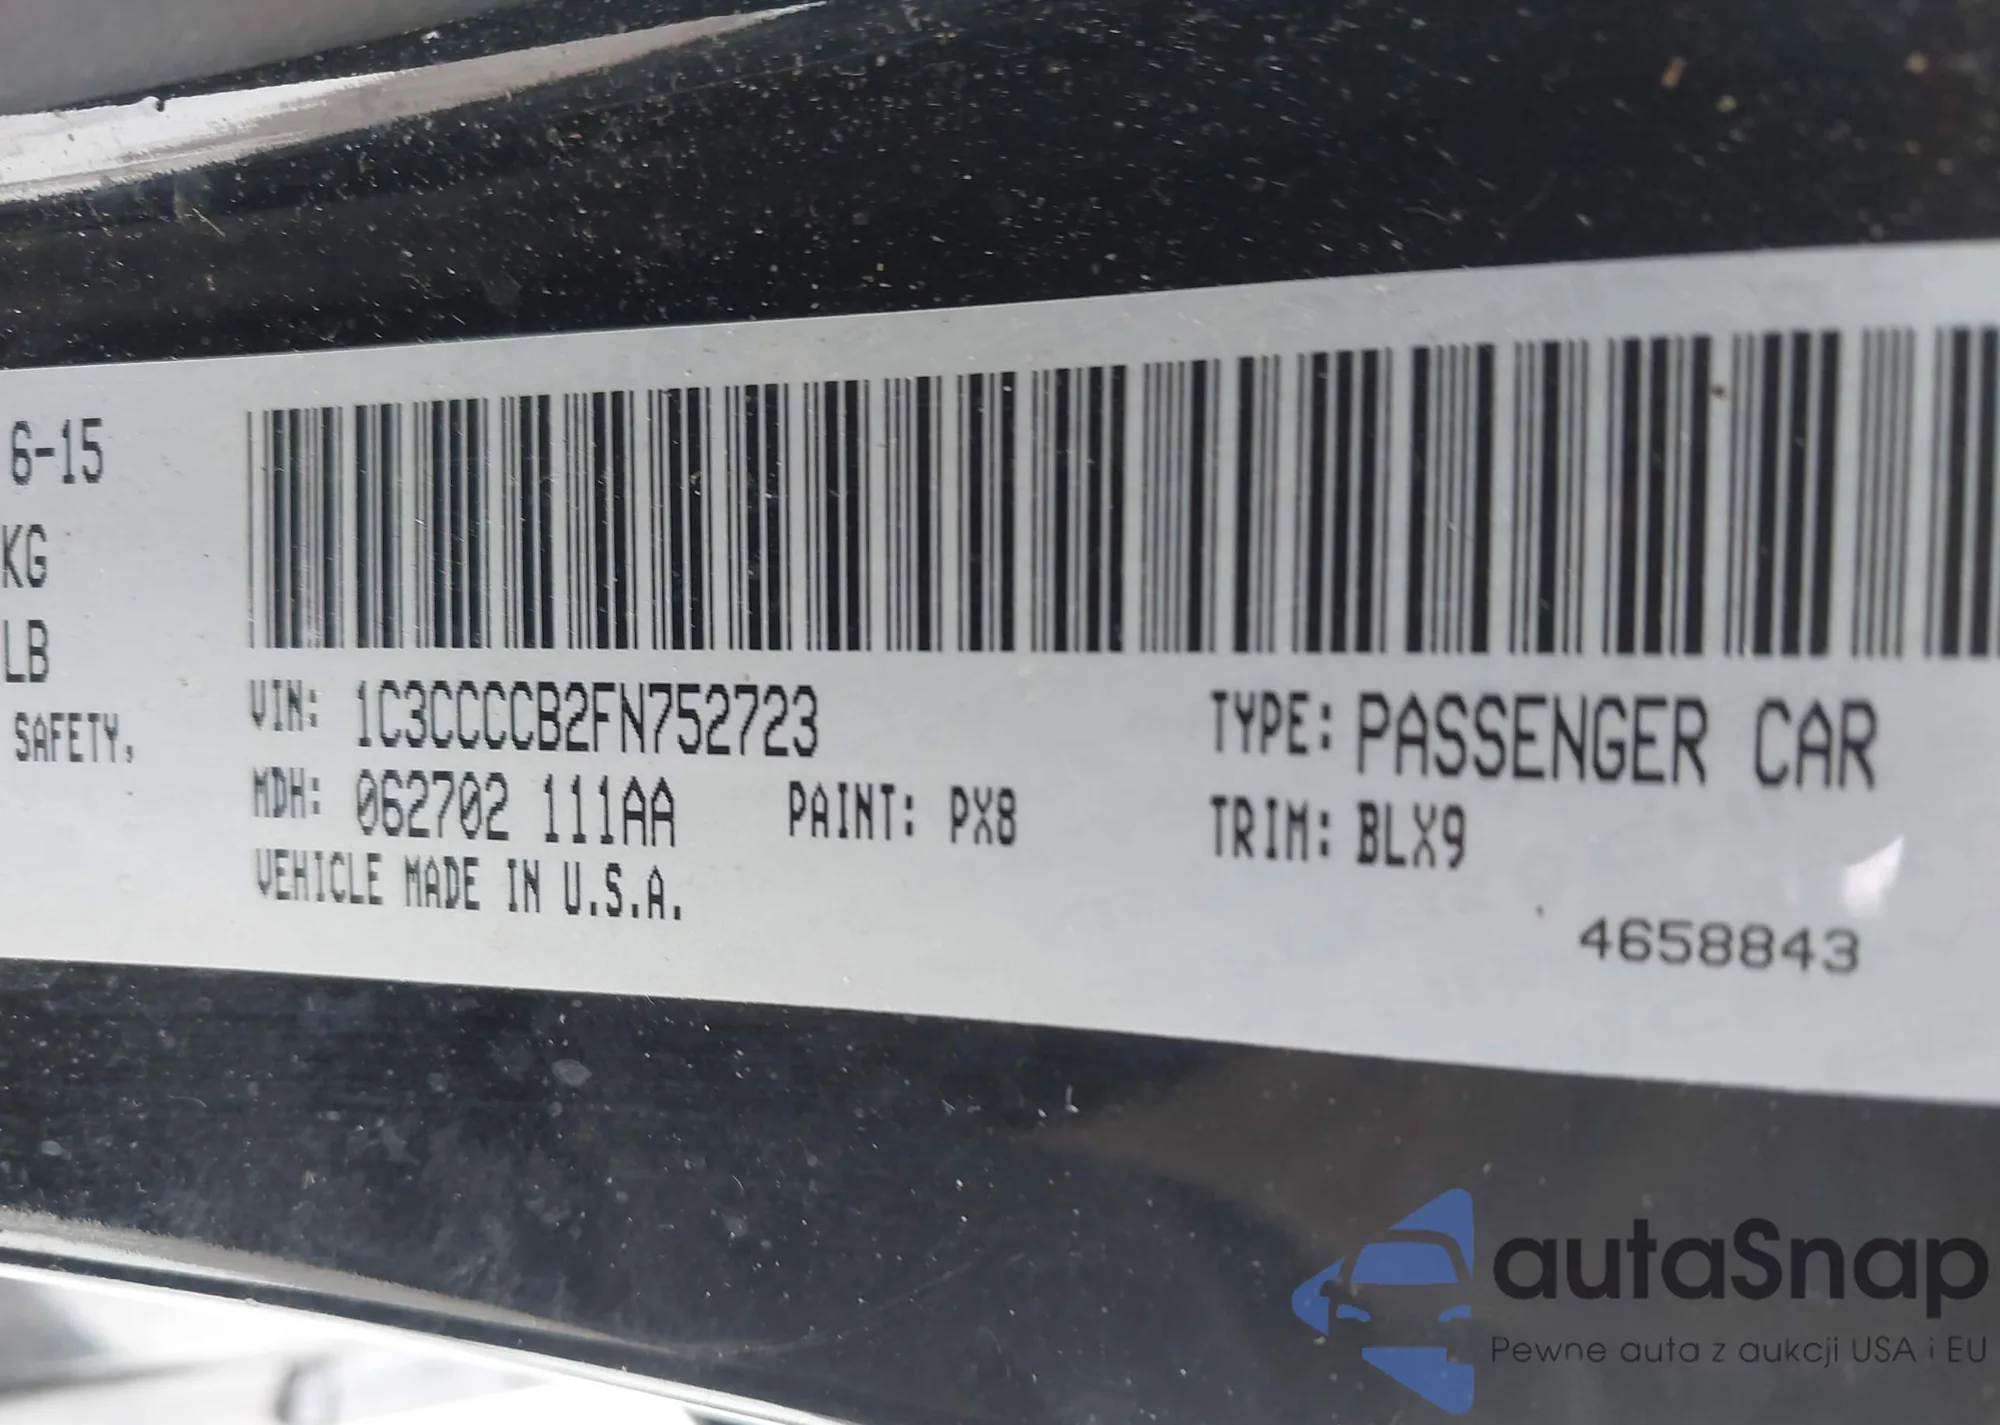 6-15
KG
LB
SAFETY,
VIN: 1C3CCCCB2FN752723
MDH: 062702 111AA
PAINT: PX8
VEHICLE MADE IN U.S.A.
TYPE: PASSENGER CAR
TRIM: BLX9
4658843
autaSnap
Pewne auta z aukcji USA i EU